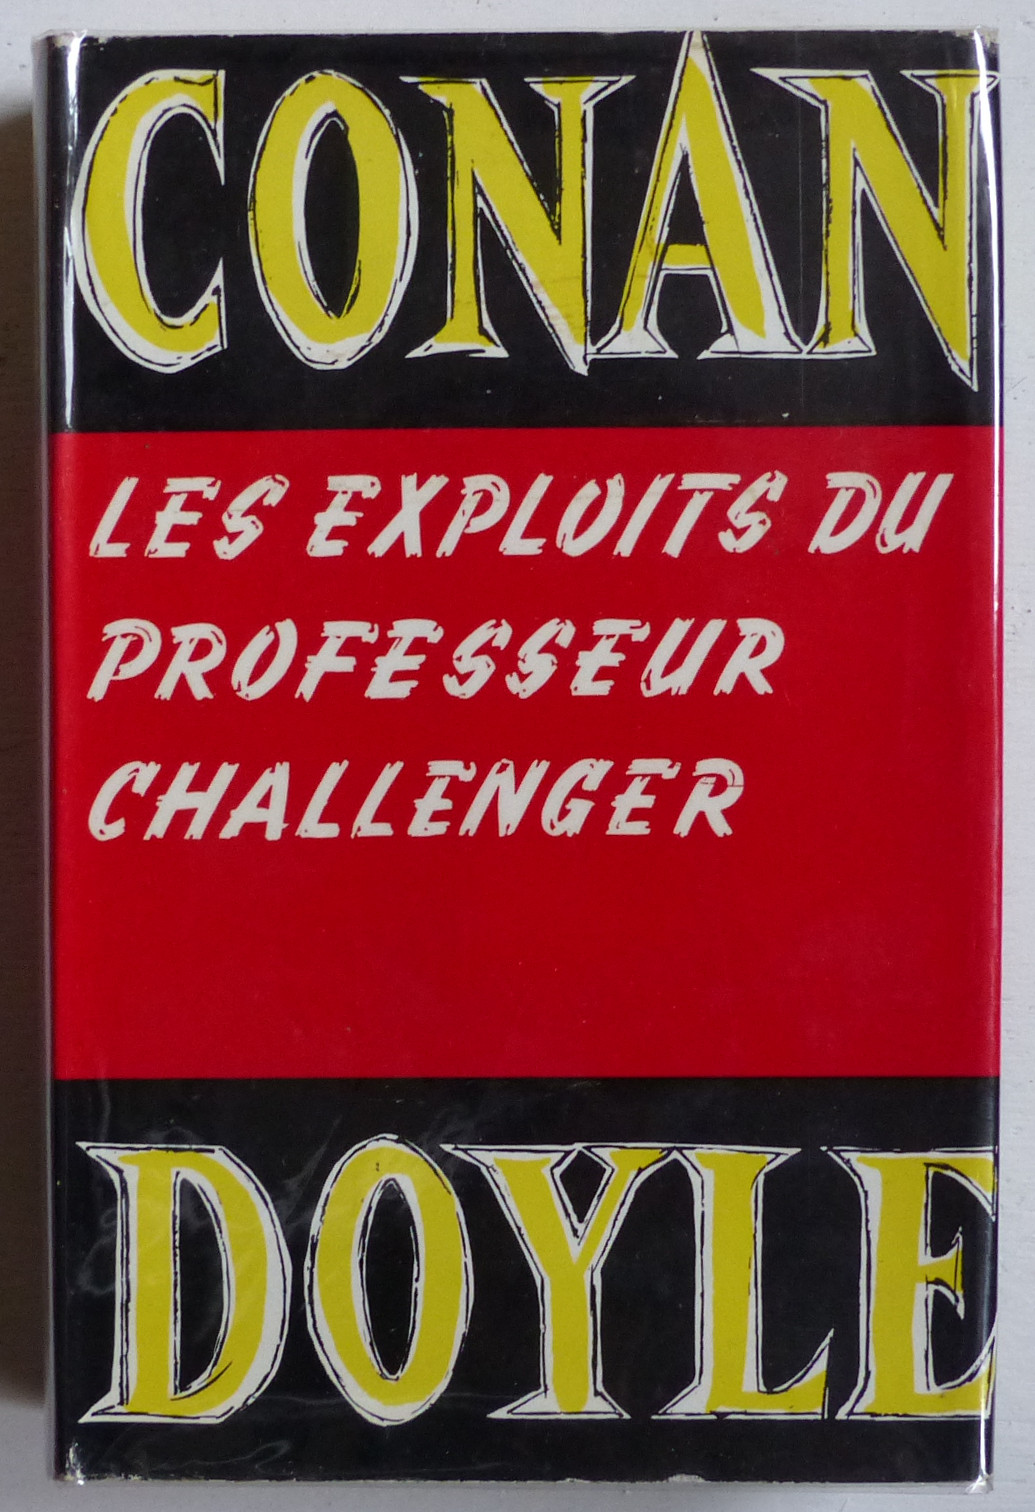 CONAN
LES EXPLOITS DU
PROFESSEUR
CHALLENGER
DOYLE